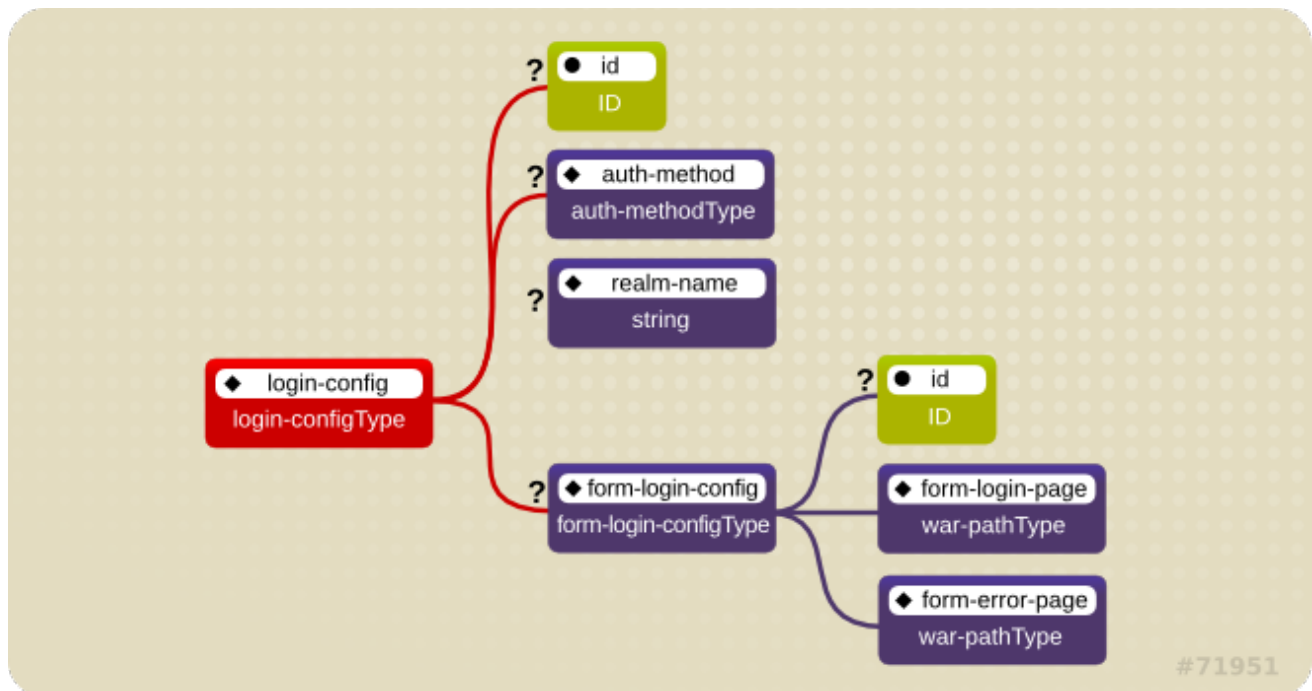 ? id
ID
? auth-method
auth-methodType
? realm-name
string
login-config
login-configType
? id
ID
? form-login-config
form-login-configType
form-login-page
war-pathType
form-error-page
war-pathType
#71951